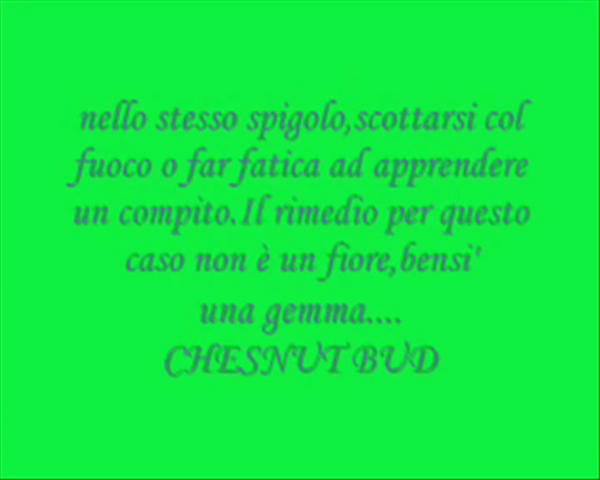 nello stesso spigolo,scottarsi col
fuoco o far fatica ad apprendere
un compito.Il rimedio per questo
caso non è un fiore,bensi'
una gemma....
CHESNUT BUD